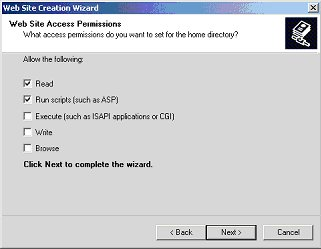 Web Site Creation Wizard
Web Site Access Permissions
What access permissions do you want to set for the home directory?
Allow the following:
Read
Run scripts (such as ASP)
Execute (such as ISAPI applications or CGI)
Write
Browse
Click Next to complete the wizard.
< Back
Next >
Cancel